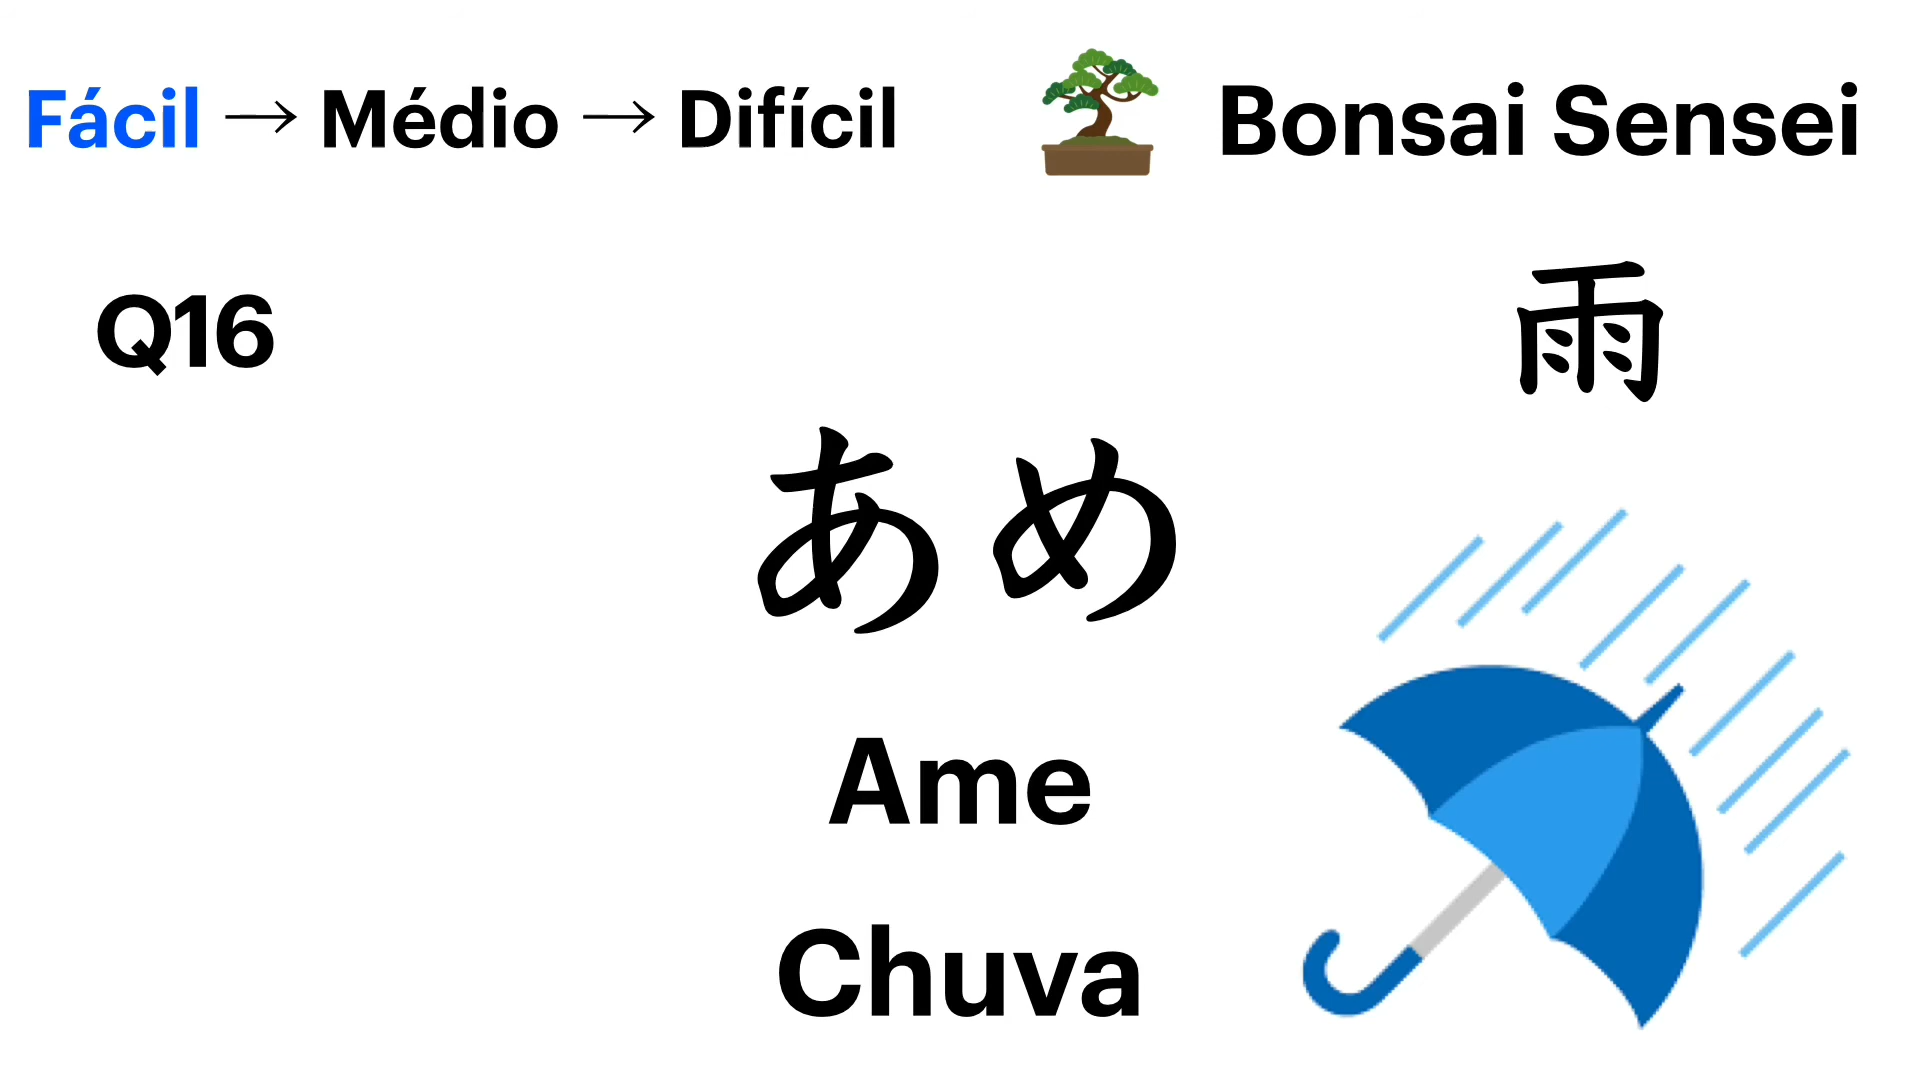 Fácil → Médio → Difícil
Bonsai Sensei
Q16
雨
あめ
Ame
Chuva